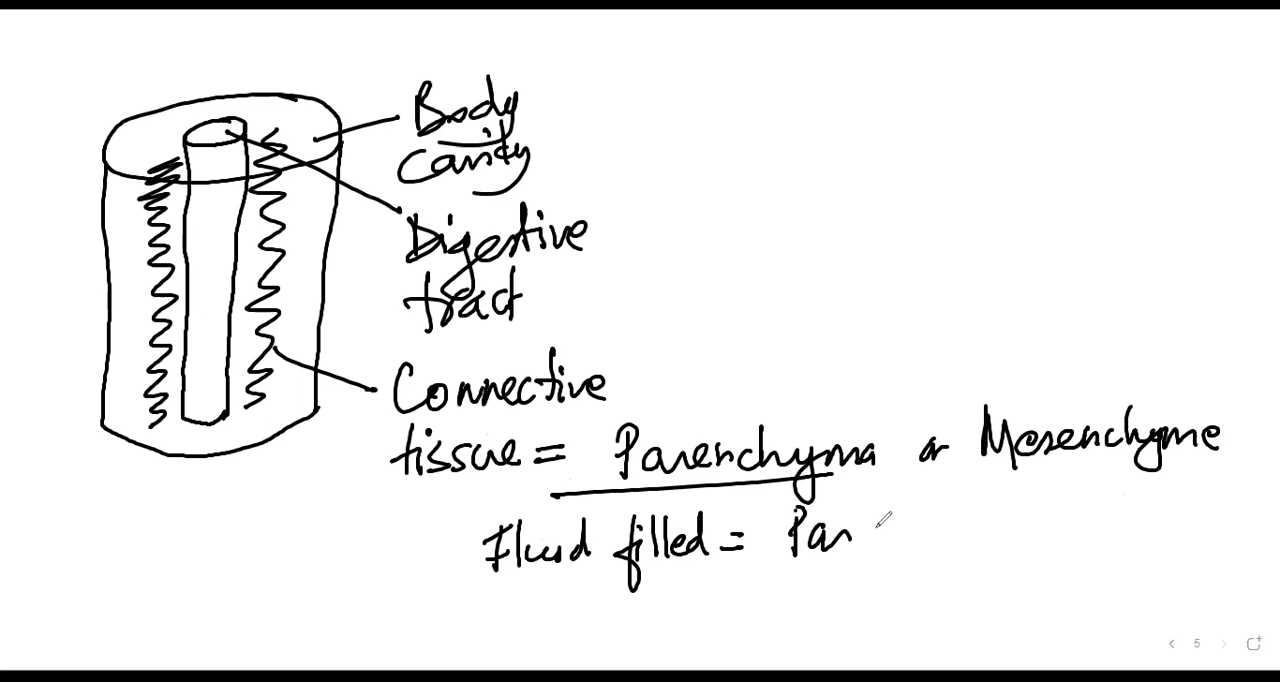 Body
cavity
Digestive
tract
Connective
tissue = Parenchyma or Mesenchyme
Fluid filled = Par
5